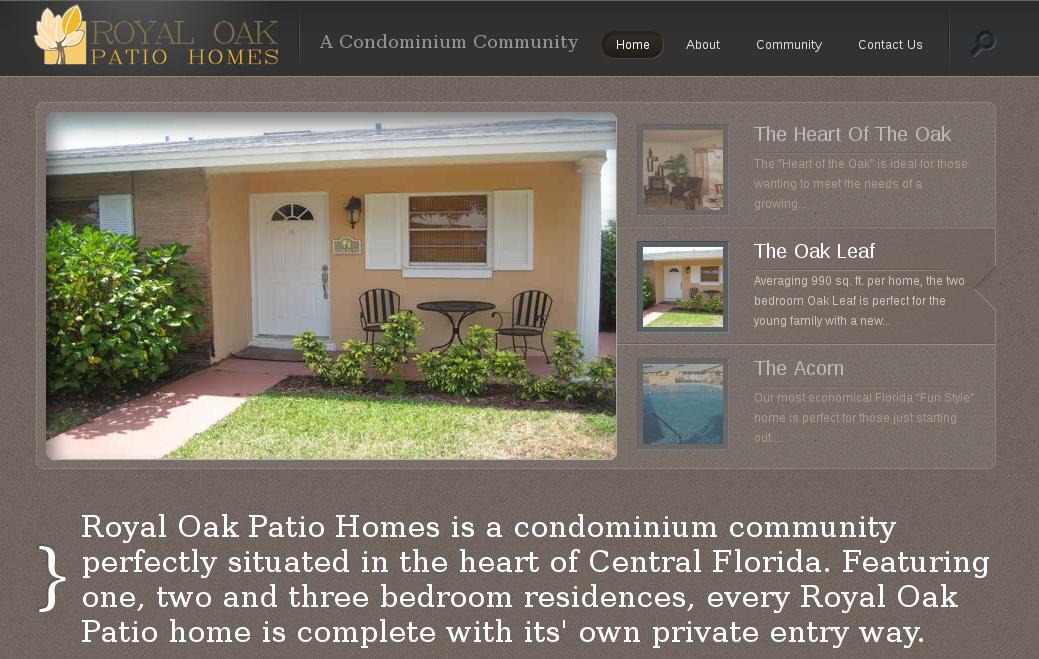 ROYAL OAK
PATIO HOMES
A Condominium Community
Home
About
Community
Contact Us
The Heart Of The Oak
The "Heart of the Oak" is ideal for those
wanting to meet the needs of a
growing...
The Oak Leaf
Averaging 990 sq. ft. per home, the two
bedroom Oak Leaf is perfect for the
young family with a new...
The Acorn
Our most economical Florida "Fun Style"
home is perfect for those just starting
out....
}
Royal Oak Patio Homes is a condominium community
perfectly situated in the heart of Central Florida. Featuring
one, two and three bedroom residences, every Royal Oak
Patio home is complete with its' own private entry way.